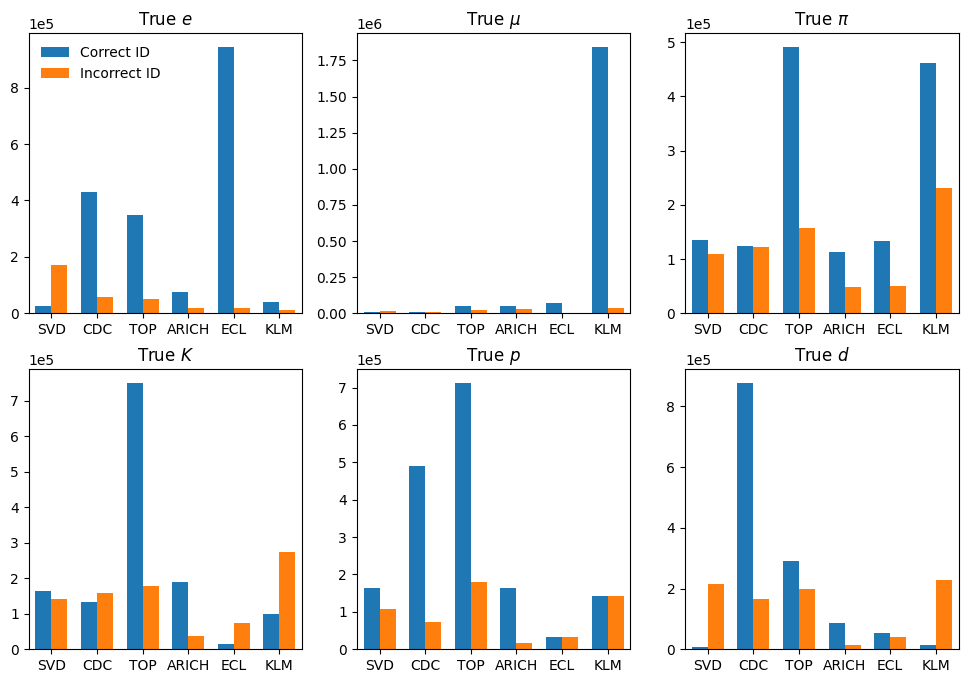 True e
1e5
Correct ID
Incorrect ID
8
6
4
2
0
SVD CDC TOP ARICH ECL KLM
True μ
1e6
1.75
1.50
1.25
1.00
0.75
0.50
0.25
0.00
SVD CDC TOP ARICH ECL KLM
True π
1e5
5
4
3
2
1
0
SVD CDC TOP ARICH ECL KLM
True K
1e5
7
6
5
4
3
2
1
0
SVD CDC TOP ARICH ECL KLM
True p
1e5
7
6
5
4
3
2
1
0
SVD CDC TOP ARICH ECL KLM
True d
1e5
8
6
4
2
0
SVD CDC TOP ARICH ECL KLM